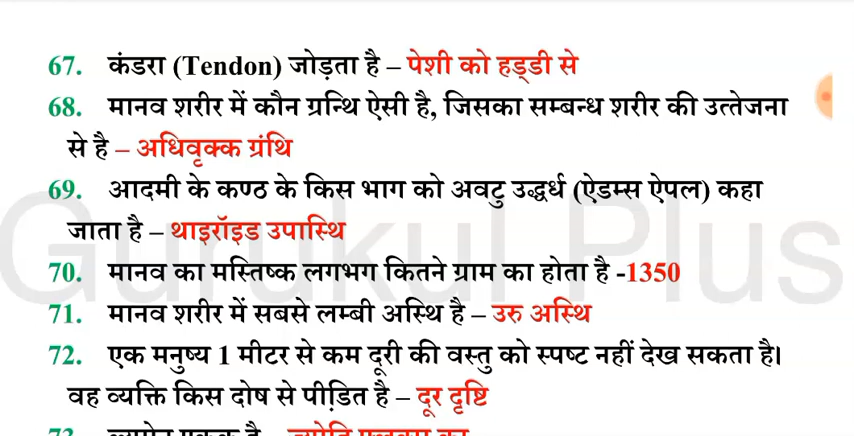 67. कंडरा (Tendon) जोड़ता है – पेशी को हड्डी से
68. मानव शरीर में कौन ग्रन्थि ऐसी है, जिसका सम्बन्ध शरीर की उत्तेजना
से है – अधिवृक्क ग्रंथि
69. आदमी के कण्ठ के किस भाग को अवटु उद्धर्ध (ऐडम्स ऐपल) कहा
जाता है – थाइरॉइड उपास्थि
Gurukul Plus
70. मानव का मस्तिष्क लगभग कितने ग्राम का होता है -1350
71. मानव शरीर में सबसे लम्बी अस्थि है – उरु अस्थि
72. एक मनुष्य 1 मीटर से कम दूरी की वस्तु को स्पष्ट नहीं देख सकता है।
वह व्यक्ति किस दोष से पीड़ित है – दूर दृष्टि